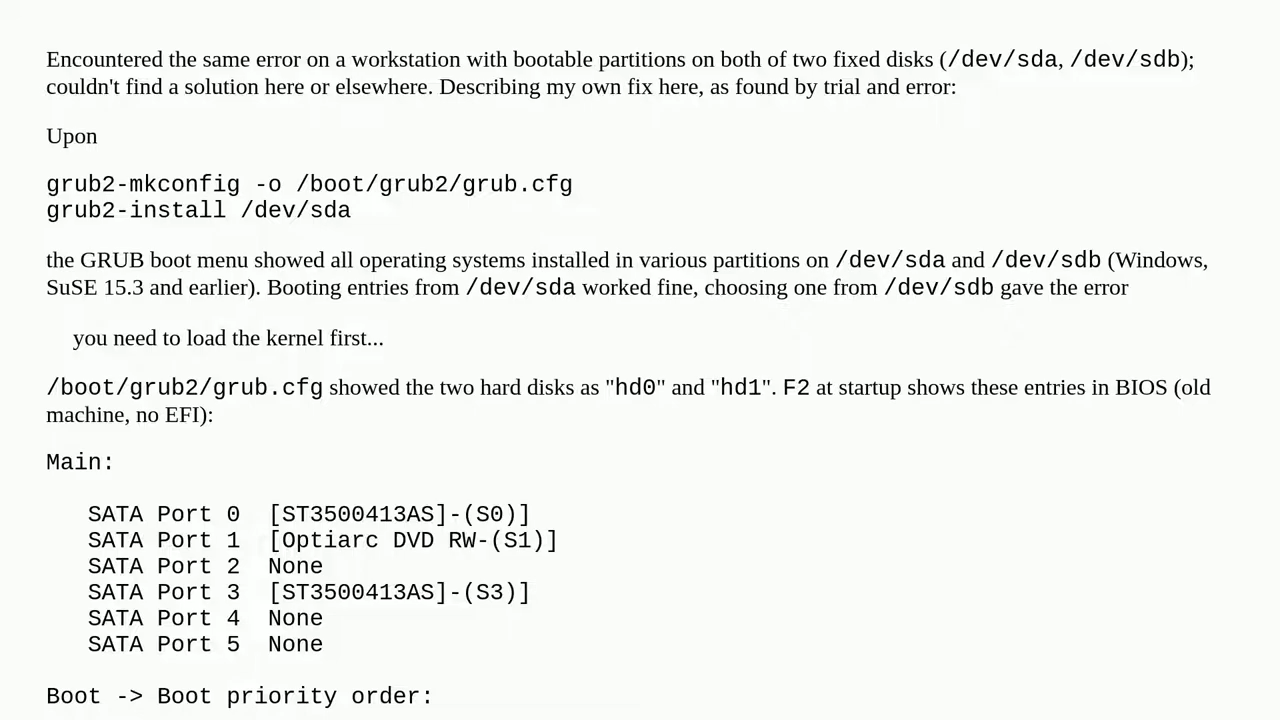 Encountered the same error on a workstation with bootable partitions on both of two fixed disks (/dev/sda, /dev/sdb);
couldn't find a solution here or elsewhere. Describing my own fix here, as found by trial and error:
Upon
grub2-mkconfig -o /boot/grub2/grub.cfg
grub2-install /dev/sda
the GRUB boot menu showed all operating systems installed in various partitions on /dev/sda and /dev/sdb (Windows,
SuSE 15.3 and earlier). Booting entries from /dev/sda worked fine, choosing one from /dev/sdb gave the error
you need to load the kernel first...
/boot/grub2/grub.cfg showed the two hard disks as "hd0" and "hd1". F2 at startup shows these entries in BIOS (old
machine, no EFI):
Main:
SATA Port 0  [ST3500413AS]-(S0)]
SATA Port 1  [Optiarc DVD RW-(S1)]
SATA Port 2  None
SATA Port 3  [ST3500413AS]-(S3)]
SATA Port 4  None
SATA Port 5  None
Boot -> Boot priority order: